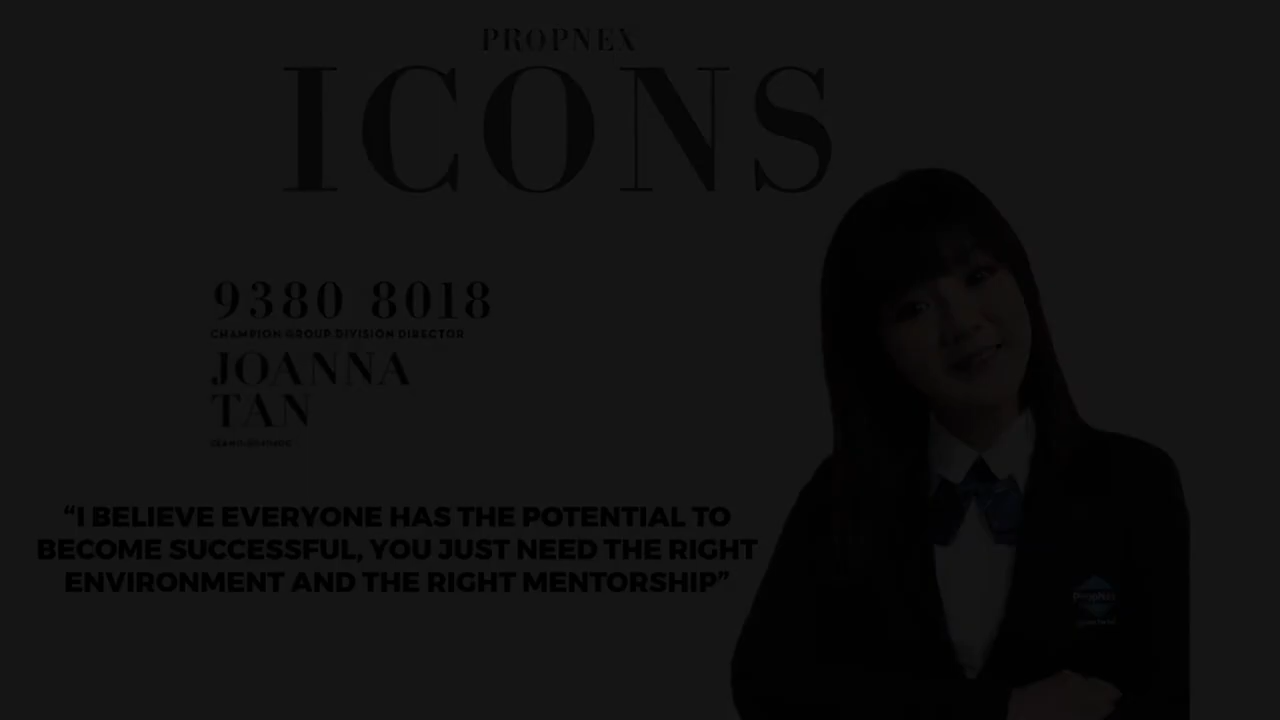 PROPNEX
ICONS
9380 8018
CHAMPION GROUP DIVISION DIRECTOR
JOANNA
TAN
“I BELIEVE EVERYONE HAS THE POTENTIAL TO
BECOME SUCCESSFUL, YOU JUST NEED THE RIGHT
ENVIRONMENT AND THE RIGHT MENTORSHIP”
PropNex